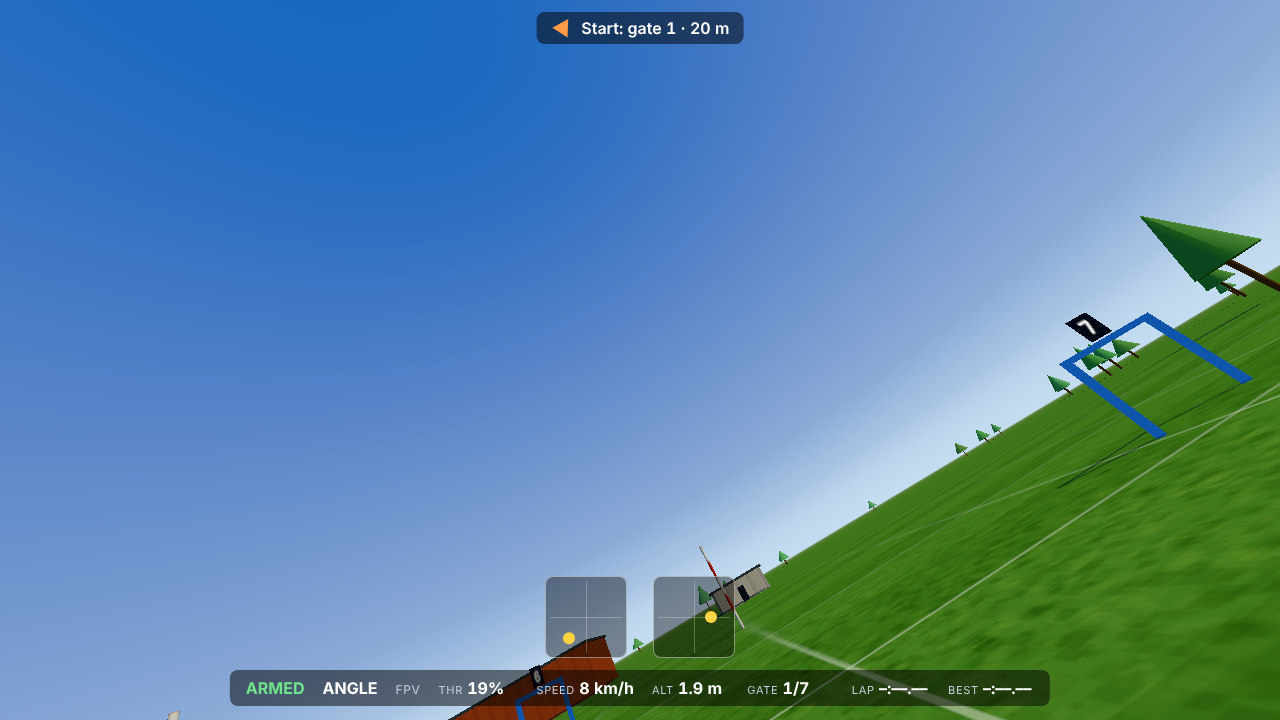 Start: gate 1 · 20 m
7
ARMED ANGLE FPV THR 19% SPEED 8 km/h ALT 1.9 m GATE 1/7 LAP –:––.–– BEST –:––.––